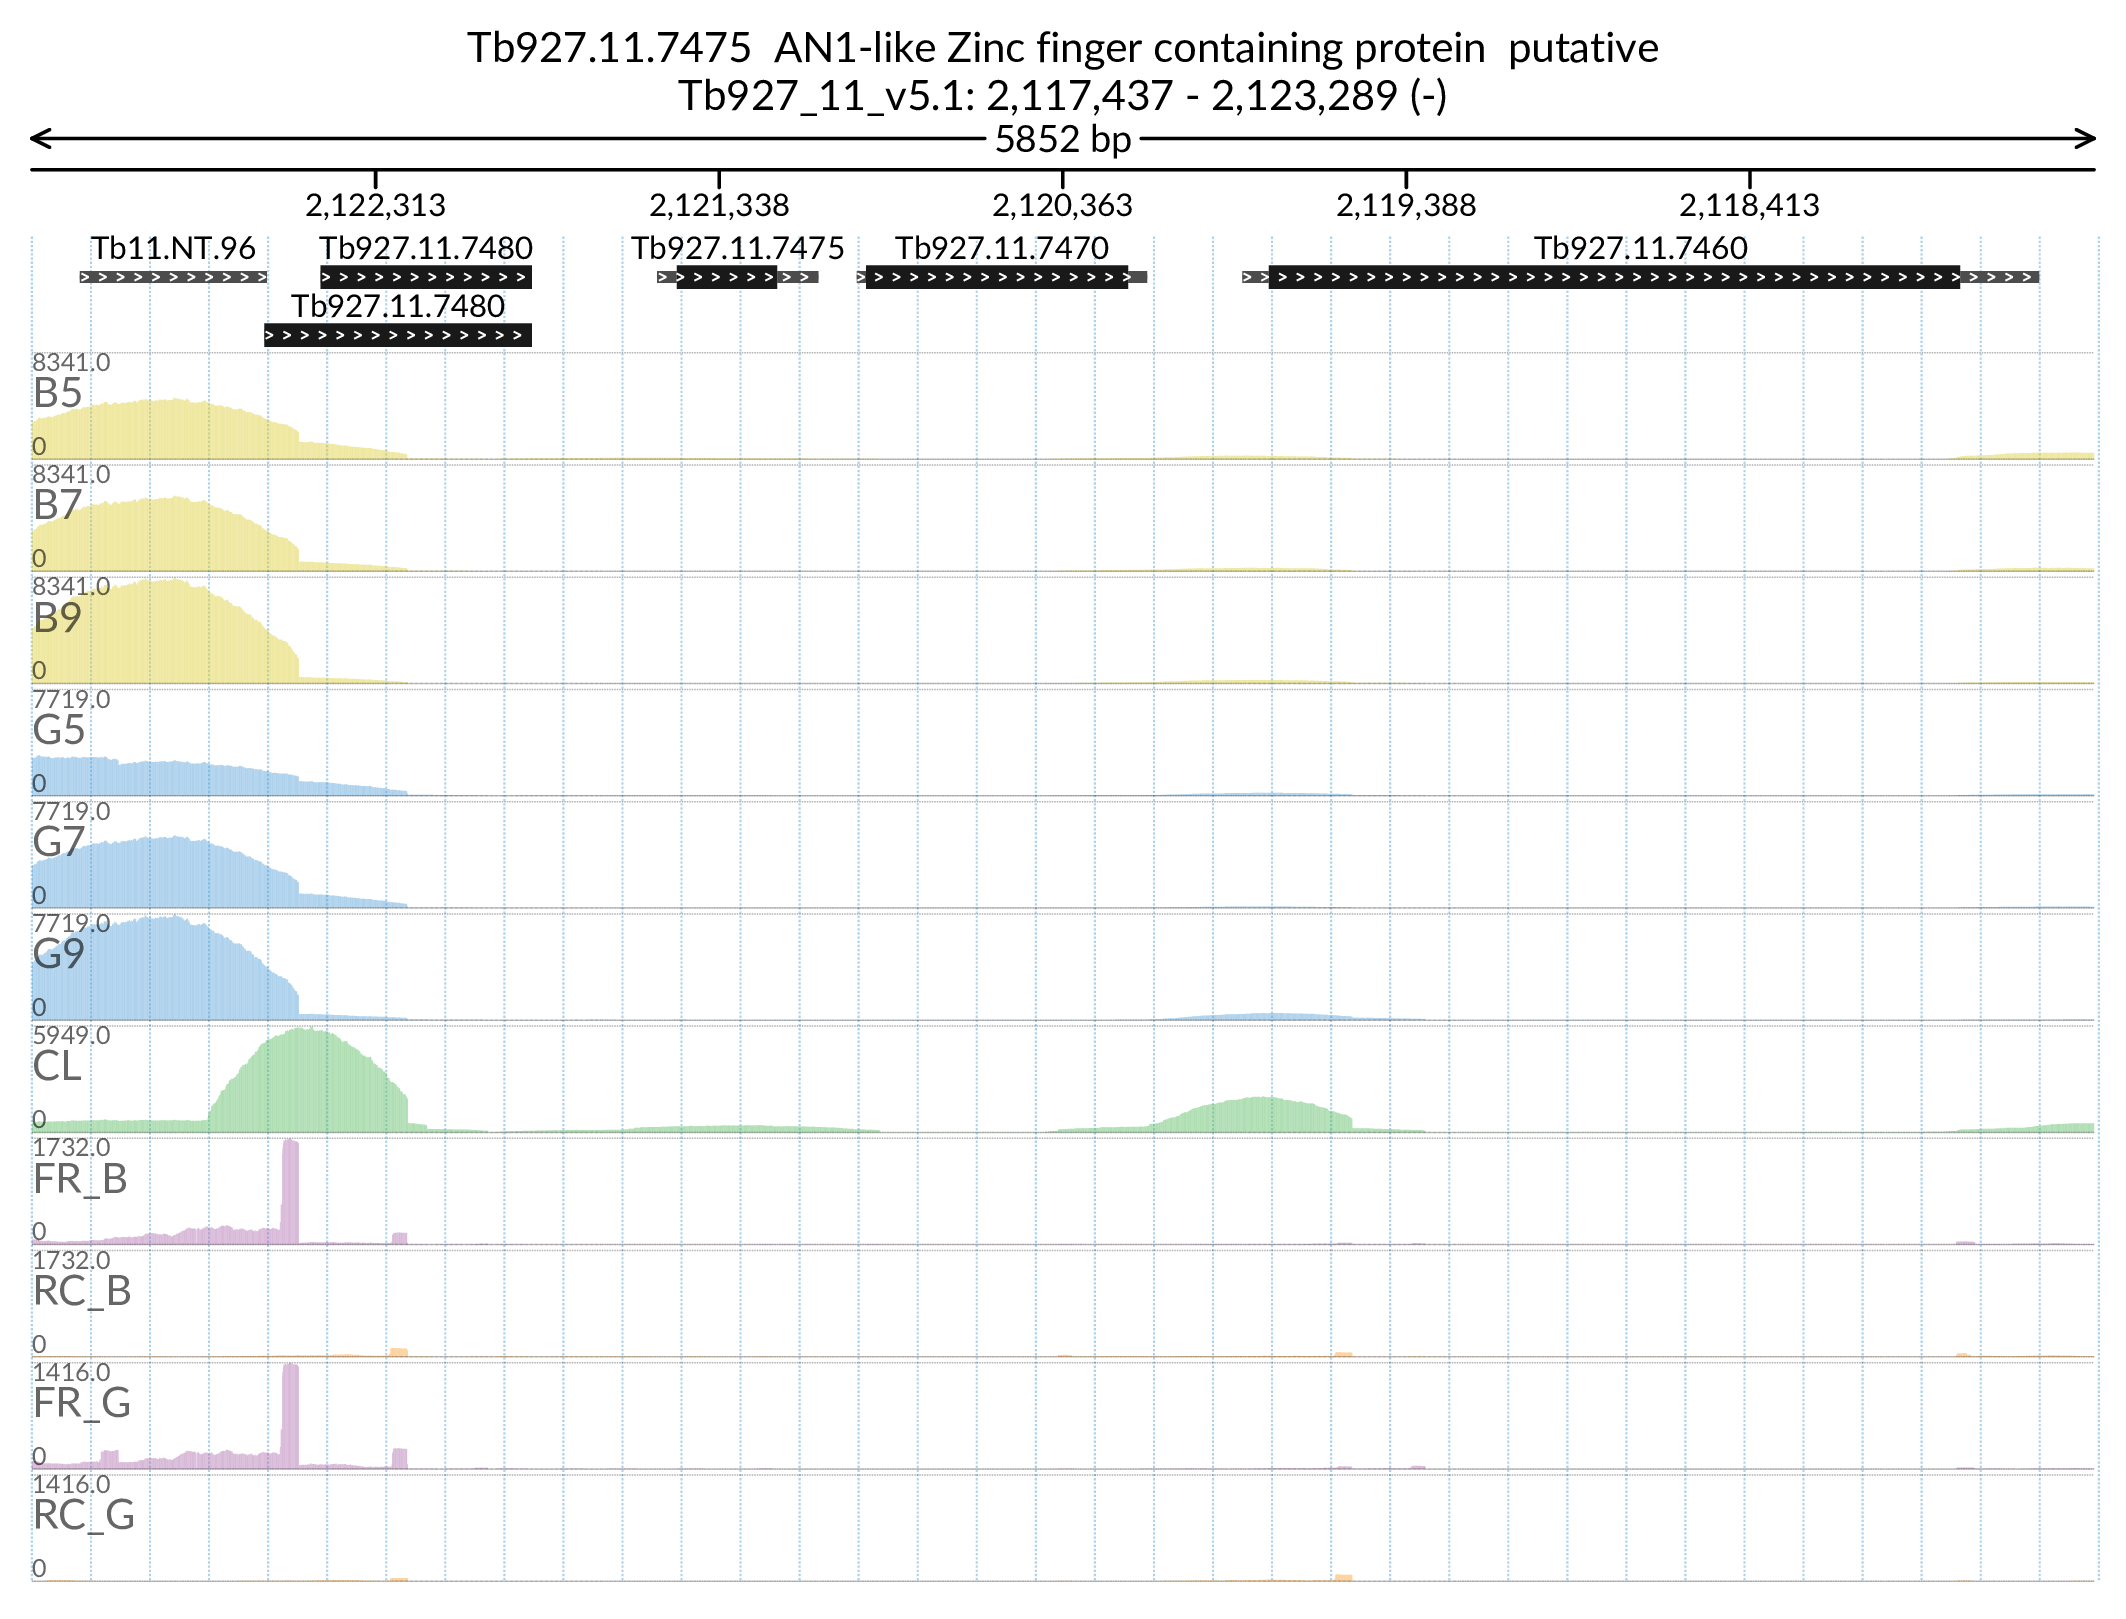 Tb927.11.7475  AN1-like Zinc finger containing protein  putative
Tb927_11_v5.1: 2,117,437 - 2,123,289 (-)
5852 bp
2,122,313 2,121,338 2,120,363 2,119,388 2,118,413
Tb11.NT.96 Tb927.11.7480 Tb927.11.7475 Tb927.11.7470 Tb927.11.7460
Tb927.11.7480
8341.0
B5
0
8341.0
B7
0
8341.0
B9
0
7719.0
G5
0
7719.0
G7
0
7719.0
G9
0
5949.0
CL
0
1732.0
FR_B
0
1732.0
RC_B
0
1416.0
FR_G
0
1416.0
RC_G
0